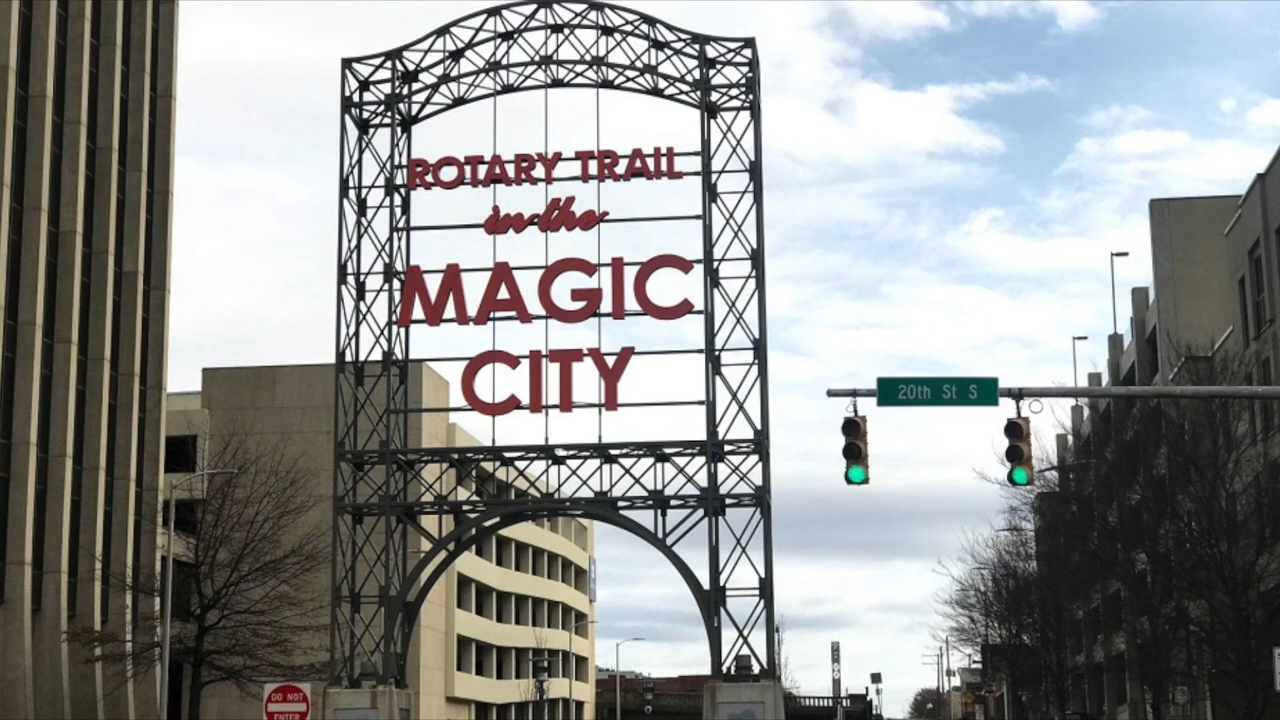 ROTARY TRAIL
in the
MAGIC
CITY
20th St S
DO NOT
ENTER